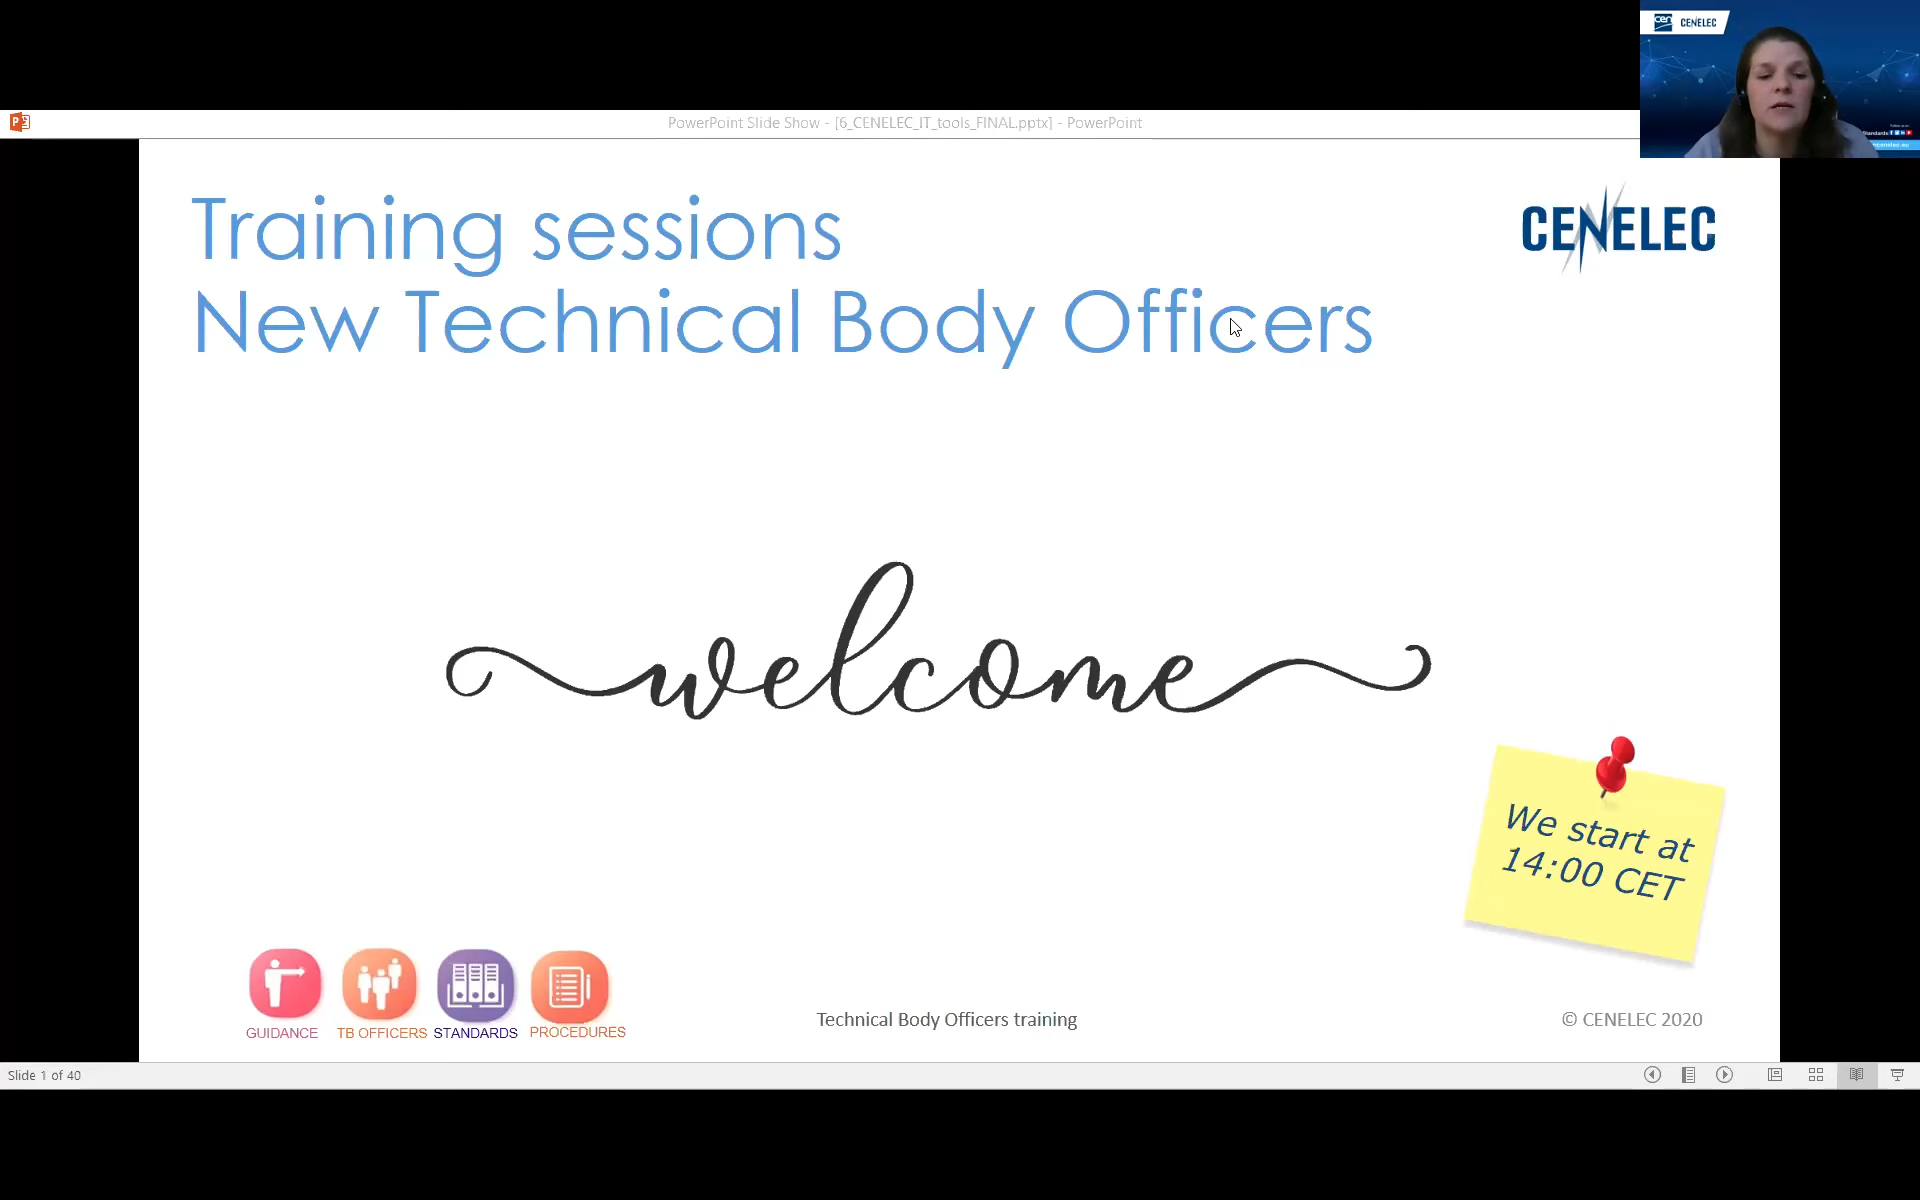 cen CENELEC
PowerPoint Slide Show - [6_CENELEC_IT_tools_FINAL.pptx] - PowerPoint
Training sessions
New Technical Body Officers
CENELEC
welcome
We start at
14:00 CET
GUIDANCE TB OFFICERS STANDARDS PROCEDURES
Technical Body Officers training
© CENELEC 2020
Slide 1 of 40